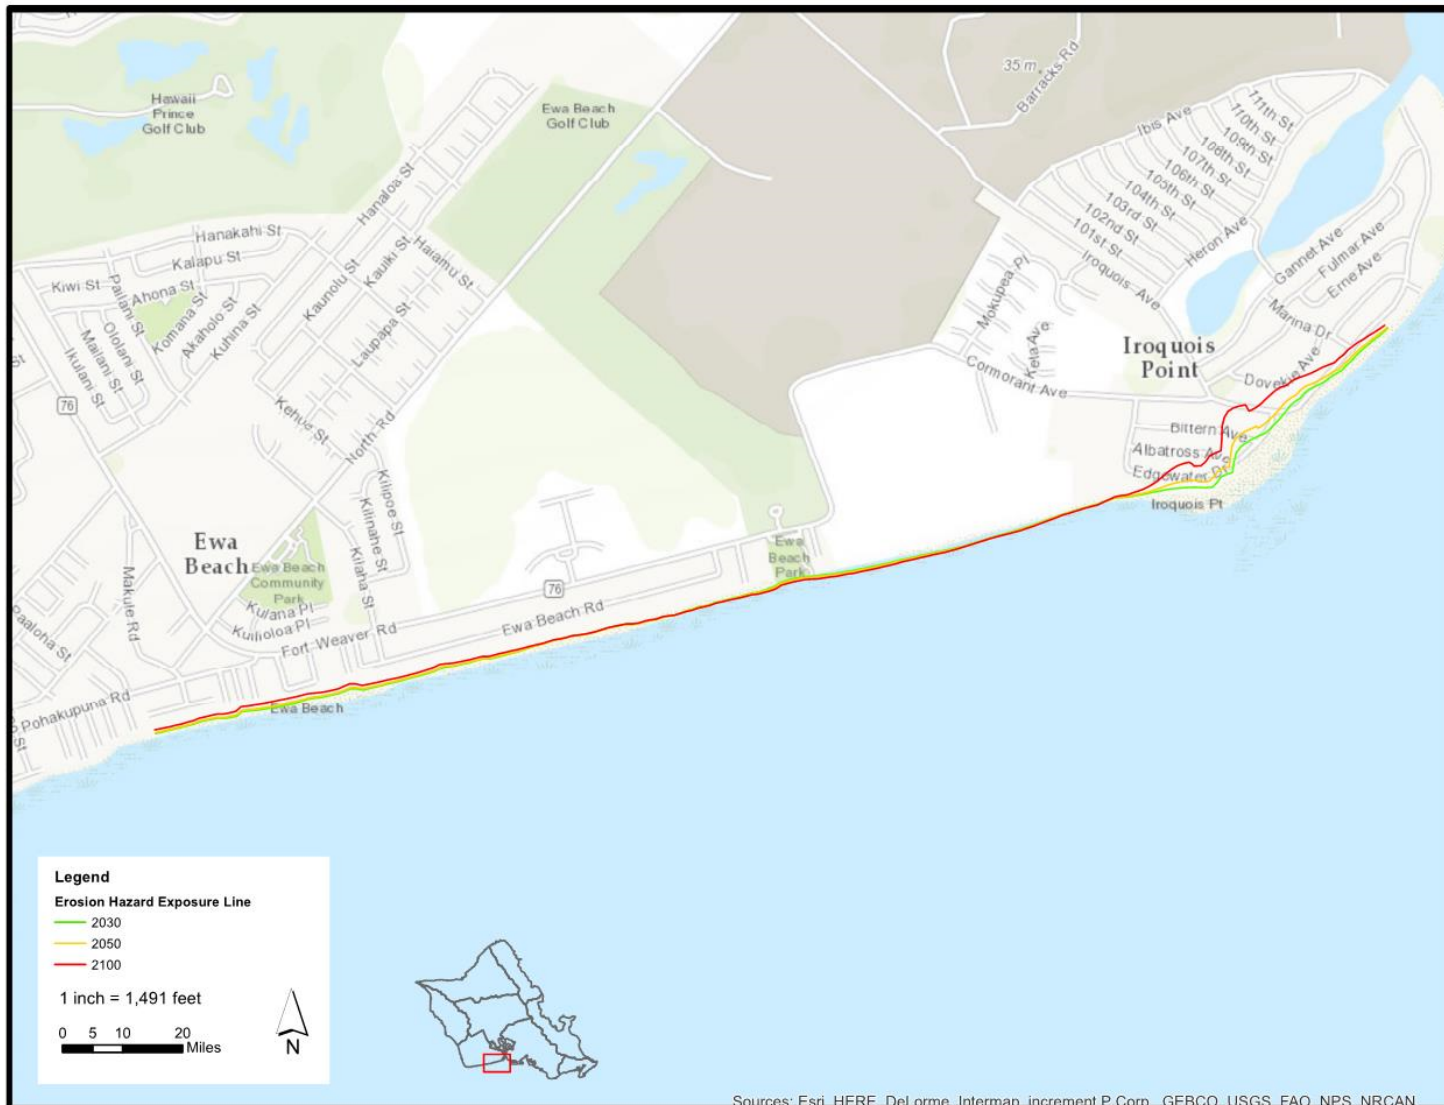 35 m
Barracks Rd
Hawaii
Prince
Golf Club
Ewa Beach
Golf Club
Ibis Ave
111th St
110th St
109th St
108th St
107th St
106th St
105th St
104th St
103rd St
102nd St
101st St
Heron Ave
Iroquois Ave
Gannet Ave
Fulmar Ave
Erne Ave
Marina Dr
Dovekie Ave
Mokupea Pl
Kela Ave
Cormorant Ave
Iroquois
Point
Bittern Ave
Albatross Ave
Edgewater Dr
Iroquois Pt
Hanakahi St
Kalapu St
Kiwi St
Pailani St
Ahona St
Komana St
Akaholo St
Kuhina St
Ololani St
Mailani St
Ikulani St
St
76
Hanaloa St
Kaunolu St
Kauiki St
Haiamu St
Laupapa St
Kehue St
North Rd
Kilipoe St
Kilinahe St
Kilaha St
Ewa
Beach
Ewa Beach
Community
Park
Kulana Pl
Kuilioloa Pl
Makule Rd
Paaloha St
Fort Weaver Rd
76
Ewa Beach Rd
Ewa
Beach
Park
Pohakupuna Rd
St
Ewa Beach
Legend
Erosion Hazard Exposure Line
2030
2050
2100
1 inch = 1,491 feet
0 5 10 20
Miles
N
Sources: Esri, HERE, DeLorme, Intermap, increment P Corp., GEBCO, USGS, FAO, NPS, NRCAN,